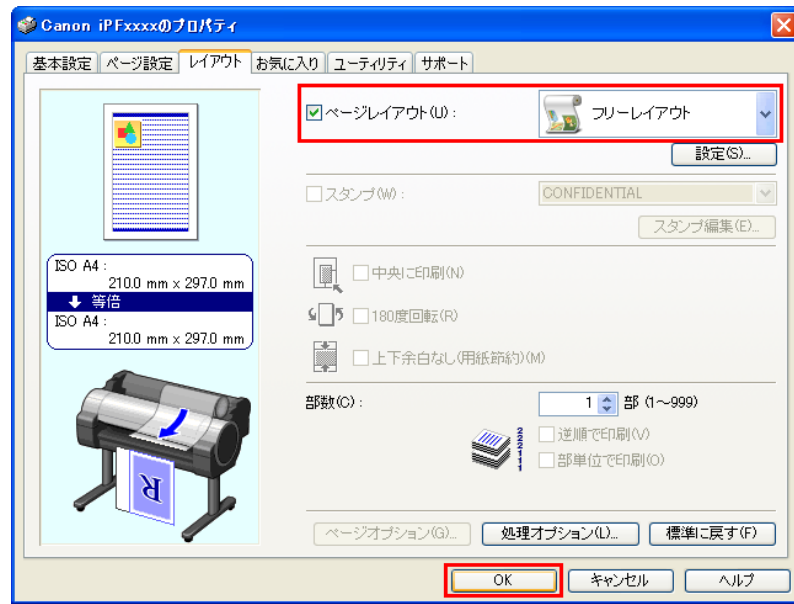 Canon iPFxxxxのプロパティ
基本設定 ページ設定 レイアウト お気に入り ユーティリティ サポート
ページレイアウト(U)： フリーレイアウト
設定(S)...
スタンプ(W)： CONFIDENTIAL
スタンプ編集(E)...
ISO A4：
210.0 mm × 297.0 mm
等倍
ISO A4：
210.0 mm × 297.0 mm
中央に印刷(N)
180度回転(R)
上下余白なし(用紙節約)(M)
部数(C)： 1 部 (1～999)
逆順で印刷(V)
部単位で印刷(O)
222111
R
ページオプション(G)... 処理オプション(L)... 標準に戻す(F)
OK キャンセル ヘルプ